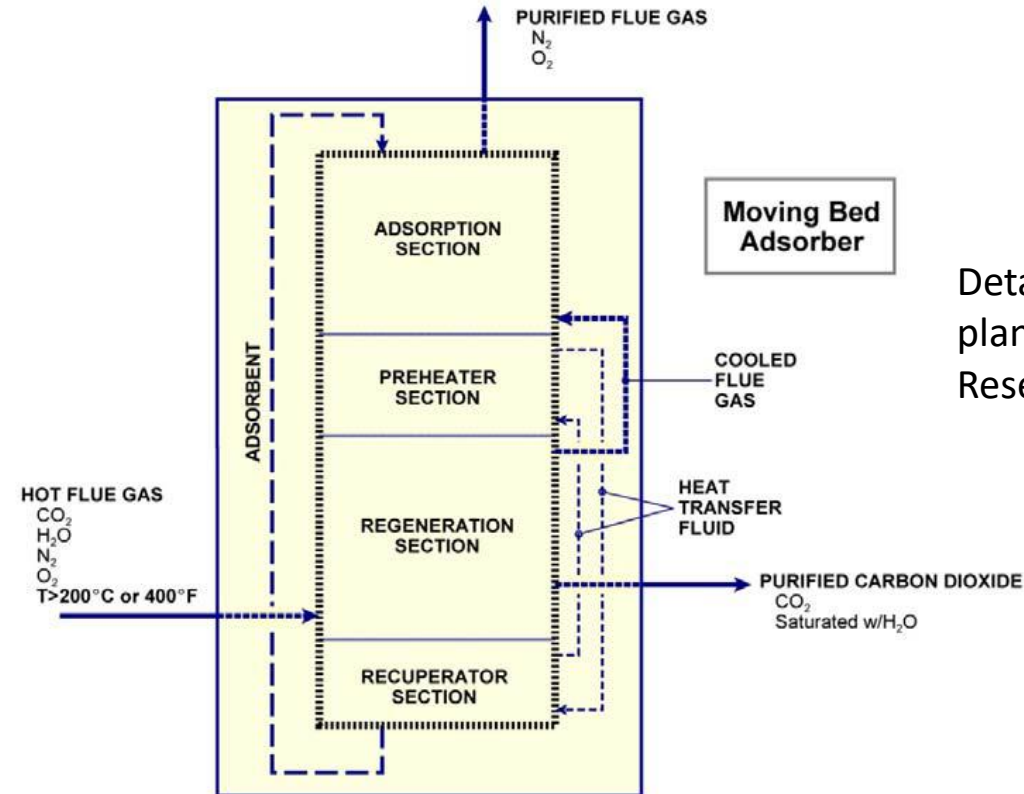 PURIFIED FLUE GAS
N₂
O₂
ADSORPTION
SECTION
Moving Bed
Adsorber
ADSORBENT
PREHEATER
SECTION
COOLED
FLUE
GAS
HOT FLUE GAS
CO₂
H₂O
N₂
O₂
T>200°C or 400°F
REGENERATION
SECTION
HEAT
TRANSFER
FLUID
PURIFIED CARBON DIOXIDE
CO₂
Saturated w/H₂O
RECUPERATOR
SECTION
Deta
plan
Rese